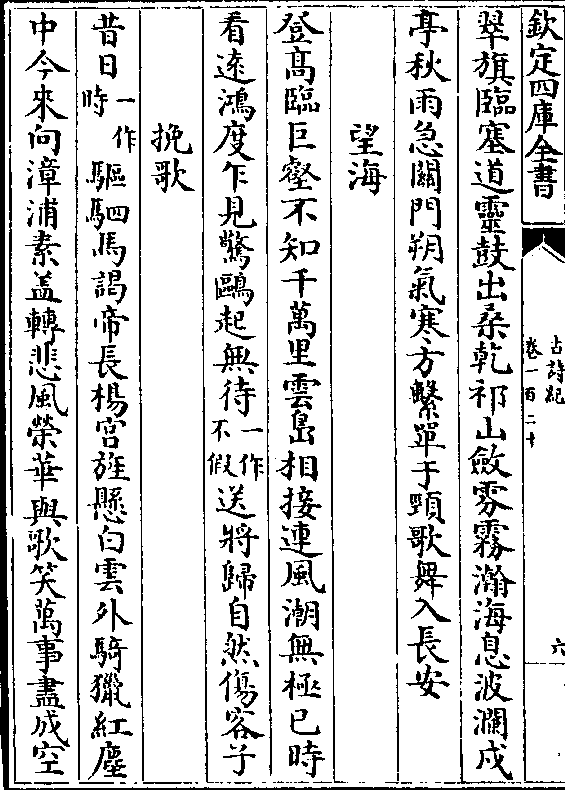 欽定四庫全書
古詩紀
卷一百二十
六
翠旗臨塞道靈鼓出桑乾祁山斂雰霧瀚海息波瀾戍
亭秋雨急關門朔氣寒方繫單于頸歌舞入長安
望海
登高臨巨壑不知千萬里雲島相接連風潮無極已時
看遠鴻度乍見驚鷗起無待一作不假送將歸自然傷客子
挽歌
昔日一作時驅駟馬謁帝長楊宮旌懸白雲外騎獵紅塵
中今來向漳浦素盖轉悲風榮華與歌笑萬事盡成空